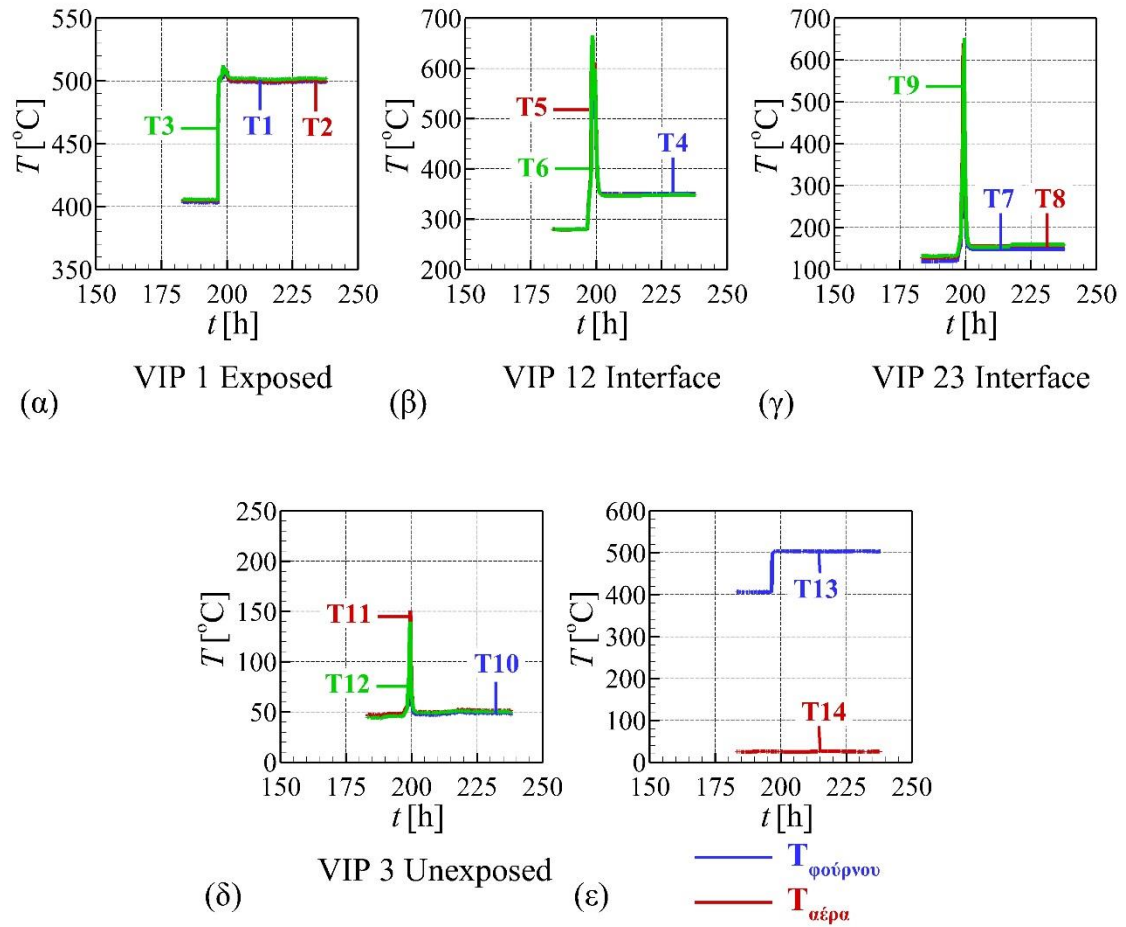 550
500
450
400
350
T [°C]
T3
T1
T2
150 175 200 225 250
t [h]
VIP 1 Exposed
(α)
700
600
500
400
300
200
T [°C]
T5
T6
T4
150 175 200 225 250
t [h]
VIP 12 Interface
(β)
700
600
500
400
300
200
100
T [°C]
T9
T7
T8
150 175 200 225 250
t [h]
VIP 23 Interface
(γ)
250
200
150
100
50
0
T [°C]
T11
T12
T10
150 175 200 225 250
t [h]
VIP 3 Unexposed
(δ)
600
500
400
300
200
100
0
T [°C]
T13
T14
150 175 200 225 250
t [h]
(ε)
Tφούρνου
Tαέρα